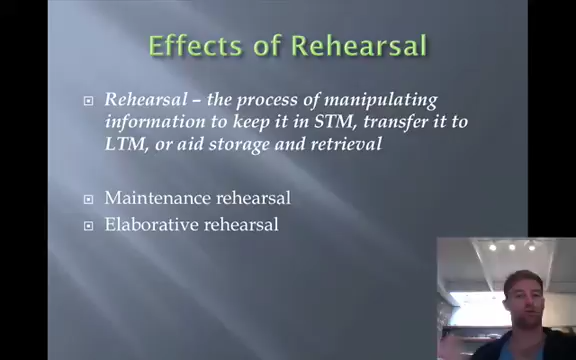 Effects of Rehearsal
Rehearsal – the process of manipulating
information to keep it in STM, transfer it to
LTM, or aid storage and retrieval
Maintenance rehearsal
Elaborative rehearsal